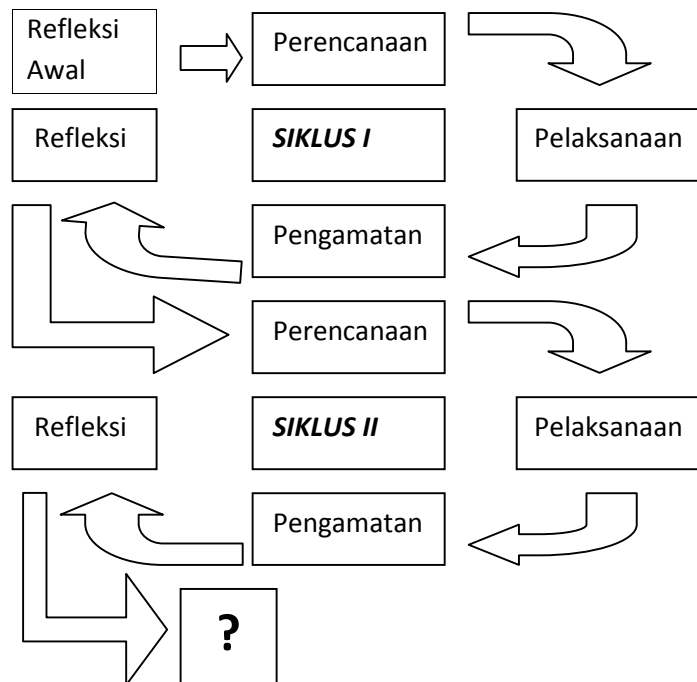 Refleksi
Awal
Perencanaan
Refleksi
SIKLUS I
Pelaksanaan
Pengamatan
Perencanaan
Refleksi
SIKLUS II
Pelaksanaan
Pengamatan
?